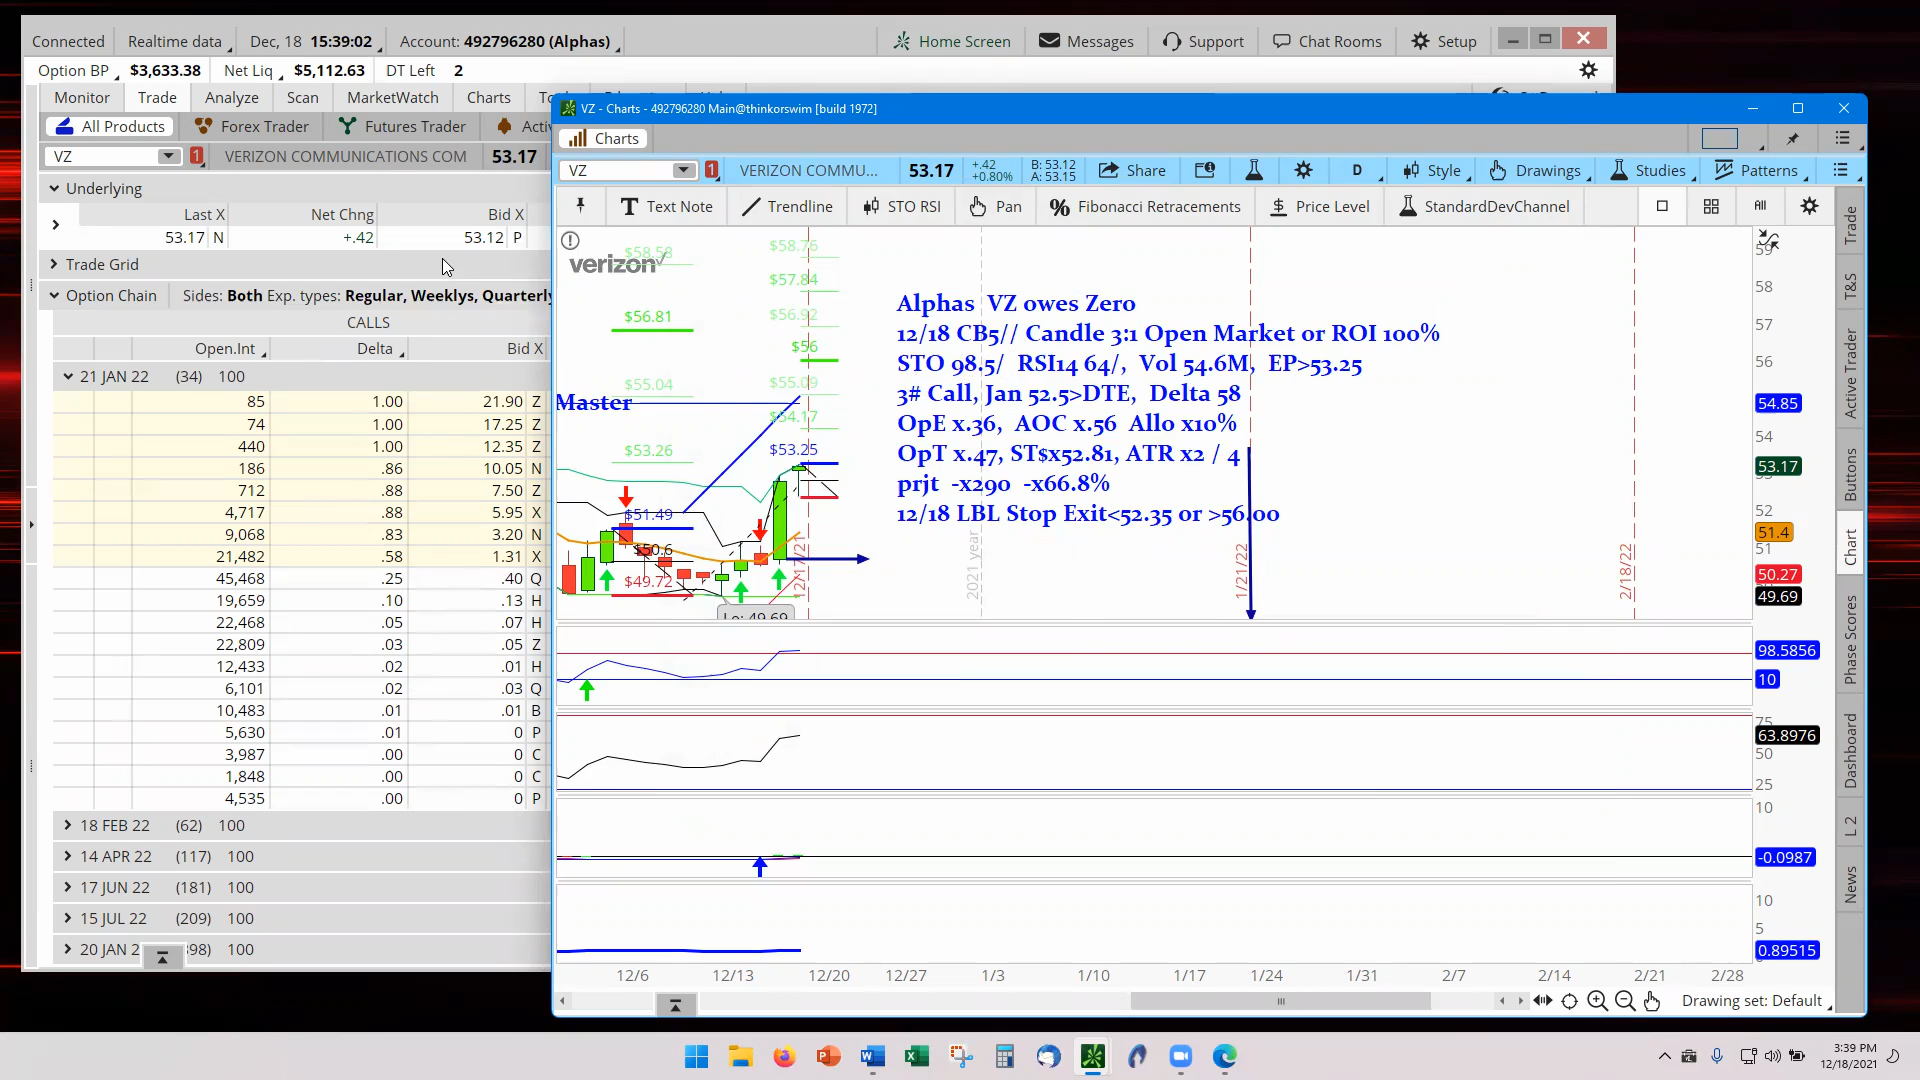 Connected Realtime data Dec, 18 15:39:02 Account: 492796280 (Alphas) Home Screen Messages Support Chat Rooms Setup
Option BP $3,633.38 Net Liq $5,112.63 DT Left 2
Monitor Trade Analyze Scan MarketWatch Charts
All Products Forex Trader Futures Trader
VZ 1 VERIZON COMMUNICATIONS COM 53.17
Underlying
Last X Net Chng Bid X
53.17 N +.42 53.12 P
Trade Grid
Option Chain Sides: Both Exp. types: Regular, Weeklys, Quarterly
CALLS
Open.Int Delta Bid X
21 JAN 22 (34) 100
85 1.00 21.90 Z
74 1.00 17.25 Z
440 1.00 12.35 Z
186 .86 10.05 N
712 .88 7.50 Z
4,717 .88 5.95 X
9,068 .83 3.20 N
21,482 .58 1.31 X
45,468 .25 .40 Q
19,659 .10 .13 H
22,468 .05 .07 H
22,809 .03 .05 Z
12,433 .02 .01 H
6,101 .02 .03 Q
10,483 .01 .01 B
5,630 .01 0 P
3,987 .00 0 C
1,848 .00 0 C
4,535 .00 0 P
18 FEB 22 (62) 100
14 APR 22 (117) 100
17 JUN 22 (181) 100
15 JUL 22 (209) 100
20 JAN 2 98) 100
VZ - Charts - 492796280 Main@thinkorswim [build 1972]
Charts
VZ 1 VERIZON COMMU... 53.17 +.42 +0.80% B: 53.12 A: 53.15 Share D Style Drawings Studies Patterns
Text Note Trendline STO RSI Pan Fibonacci Retracements Price Level StandardDevChannel All
verizon
$58.58
$56.81
$55.04
$53.26
$51.49
$50.6
$49.72
$58.76
$57.84
$56.92
$56
$55.09
$54.17
$53.25
Master
Lo: 49.69
12/17/21
2021 year
1/21/22
2/18/22
Alphas VZ owes Zero
12/18 CB5// Candle 3:1 Open Market or ROI 100%
STO 98.5/ RSI14 64/, Vol 54.6M, EP>53.25
3# Call, Jan 52.5>DTE, Delta 58
OpE x.36, AOC x.56 Allo x10%
OpT x.47, ST$x52.81, ATR x2 / 4
prjt -x290 -x66.8%
12/18 LBL Stop Exit<52.35 or >56.00
59
58
57
56
54.85
54
53.17
52
51.4
51
50.27
49.69
98.5856
10
75
63.8976
50
25
10
-0.0987
10
5
0.89515
12/6 12/13 12/20 12/27 1/3 1/10 1/17 1/24 1/31 2/7 2/14 2/21 2/28
Drawing set: Default
Trade
T&S
Active Trader
Buttons
Chart
Phase Scores
Dashboard
L 2
News
3:39 PM
12/18/2021